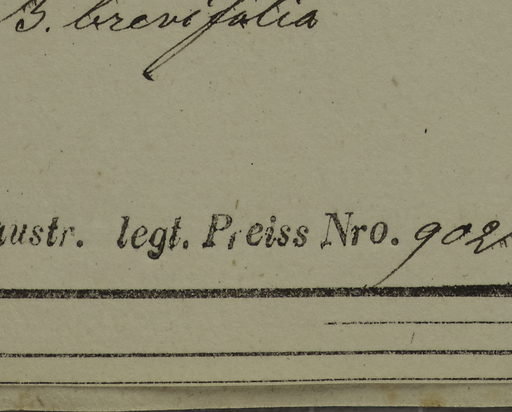 B. brevifolia
austr. legt. Preiss Nro. 902